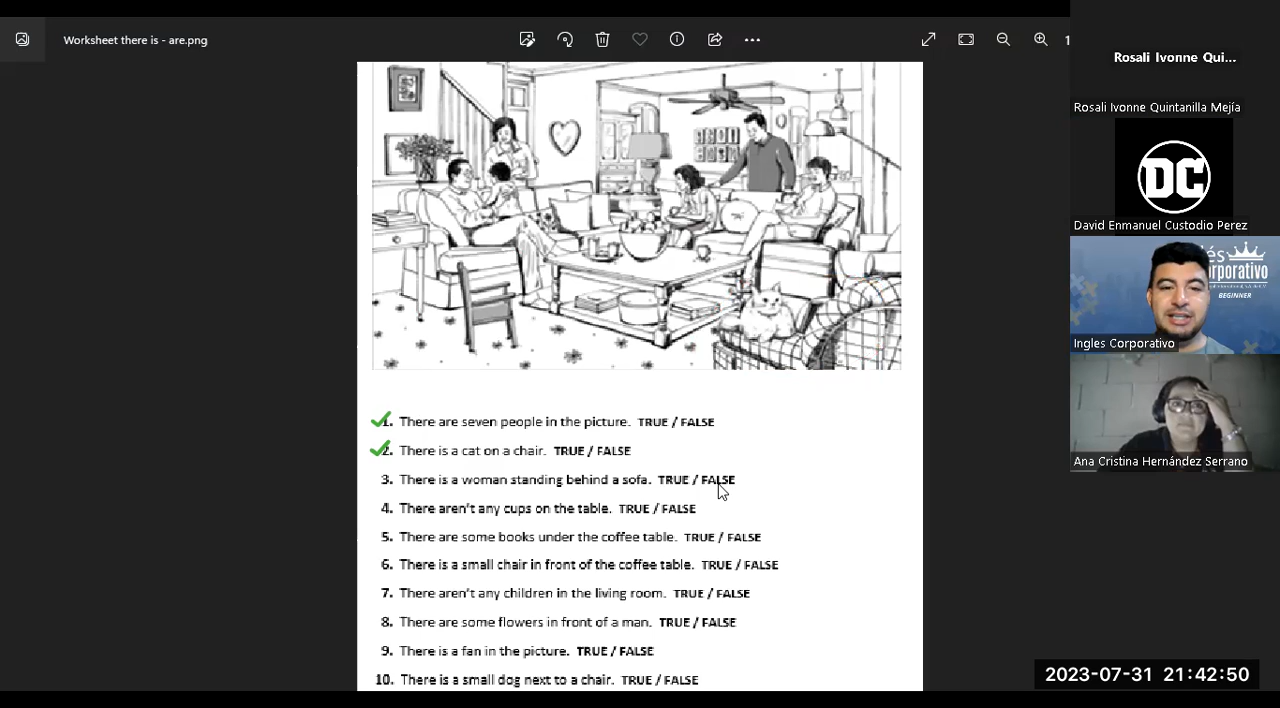 Worksheet there is - are.png
1
Rosali Ivonne Qui...
Rosali Ivonne Quintanilla Mejía
DC
David Enmanuel Custodio Perez
és
orporativo
BEGINNER
Ingles Corporativo
Ana Cristina Hernández Serrano
1. There are seven people in the picture. TRUE / FALSE
2. There is a cat on a chair. TRUE / FALSE
3. There is a woman standing behind a sofa. TRUE / FALSE
4. There aren't any cups on the table. TRUE / FALSE
5. There are some books under the coffee table. TRUE / FALSE
6. There is a small chair in front of the coffee table. TRUE / FALSE
7. There aren't any children in the living room. TRUE / FALSE
8. There are some flowers in front of a man. TRUE / FALSE
9. There is a fan in the picture. TRUE / FALSE
10. There is a small dog next to a chair. TRUE / FALSE
2023-07-31 21:42:50